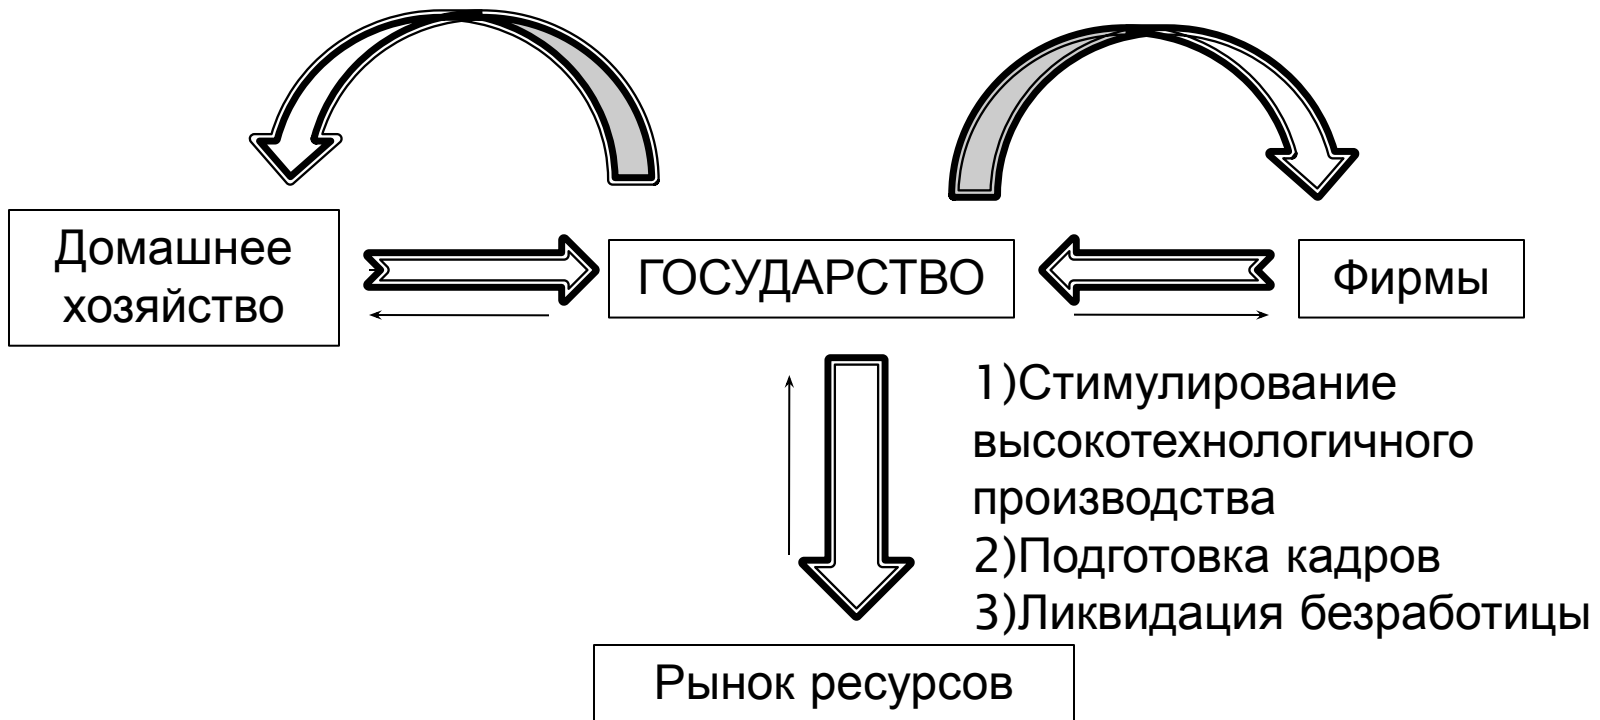 Домашнее
хозяйство
ГОСУДАРСТВО
Фирмы
1)Стимулирование
высокотехнологичного
производства
2)Подготовка кадров
3)Ликвидация безработицы
Рынок ресурсов